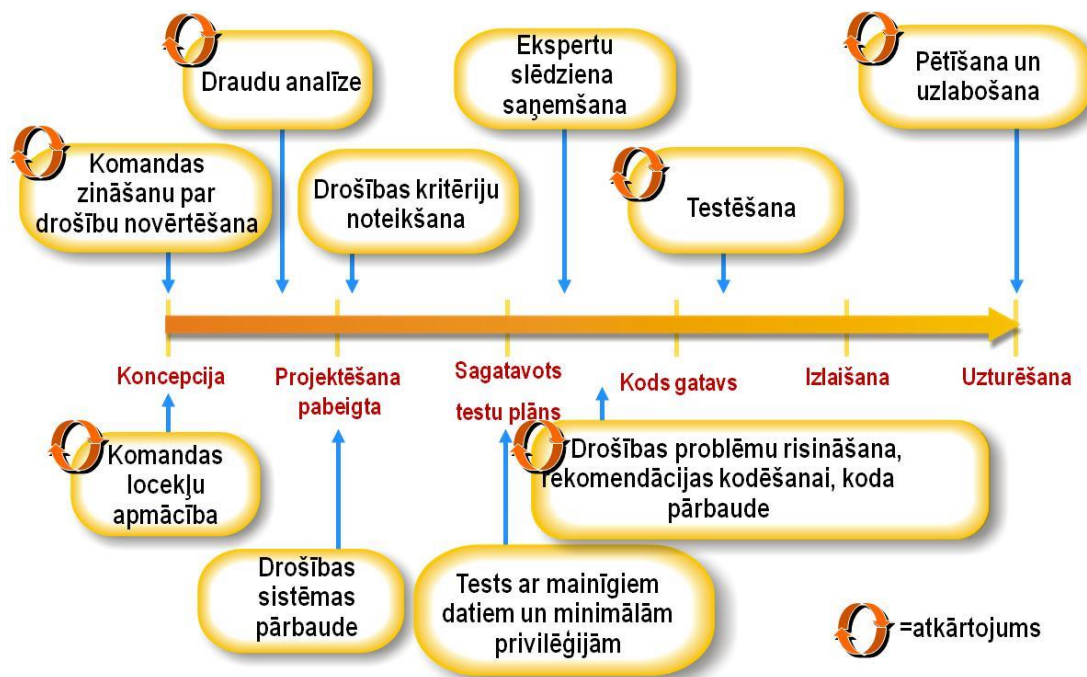 Draudu analīze
Ekspertu
slēdziena
saņemšana
Pētīšana un
uzlabošana
Komandas
zināšanu par
drošību novērtēšana
Drošības kritēriju
noteikšana
Testēšana
Koncepcija
Projektēšana
pabeigta
Sagatavots
testu plāns
Kods gatavs
Izlaišana
Uzturēšana
Komandas
locekļu
apmācība
Drošības problēmu risināšana,
rekomendācijas kodēšanai, koda
pārbaude
Drošības
sistēmas
pārbaude
Tests ar mainīgiem
datiem un minimālām
privilēģijām
=atkārtojums